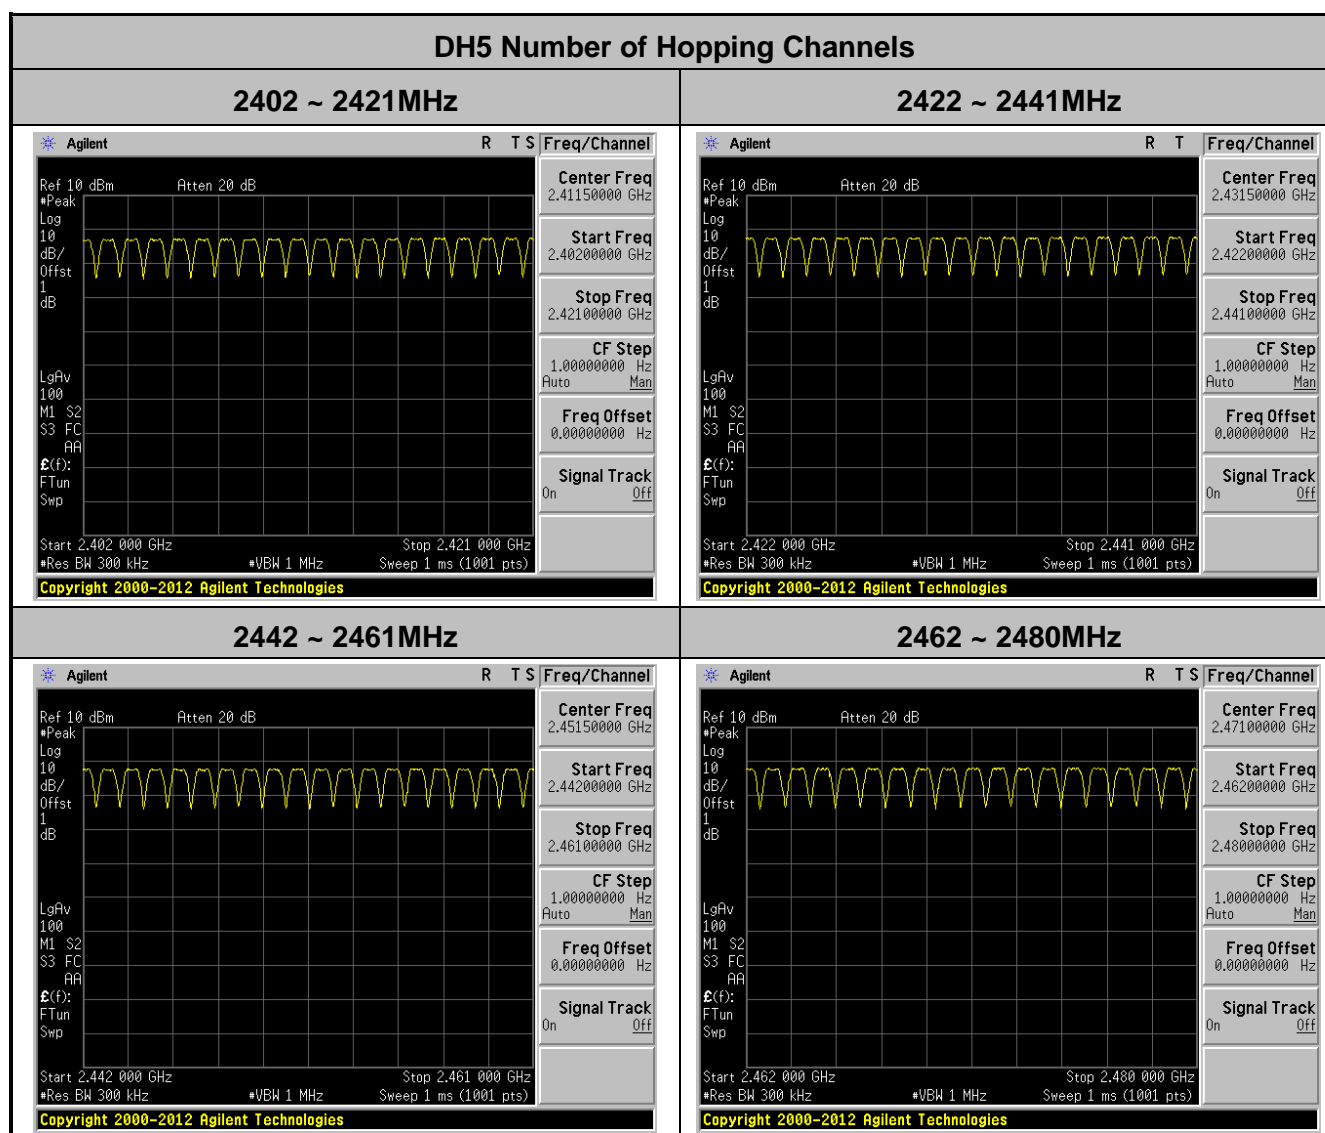 DH5 Number of Hopping Channels
2402 ~ 2421MHz
2422 ~ 2441MHz
Agilent
R T S
Freq/Channel
Ref 10 dBm
Atten 20 dB
#Peak
Log
10
dB/
Offst
1
dB
LgAv
100
M1 S2
S3 FC
AA
£(f):
FTun
Swp
Start 2.402 000 GHz
Stop 2.421 000 GHz
#Res BW 300 kHz
#VBW 1 MHz
Sweep 1 ms (1001 pts)
Copyright 2000-2012 Agilent Technologies
Center Freq
2.41150000 GHz
Start Freq
2.40200000 GHz
Stop Freq
2.42100000 GHz
CF Step
1.00000000 Hz
Auto Man
Freq Offset
0.00000000 Hz
Signal Track
On Off
Agilent
R T
Freq/Channel
Ref 10 dBm
Atten 20 dB
#Peak
Log
10
dB/
Offst
1
dB
LgAv
100
M1 S2
S3 FC
AA
£(f):
FTun
Swp
Start 2.422 000 GHz
Stop 2.441 000 GHz
#Res BW 300 kHz
#VBW 1 MHz
Sweep 1 ms (1001 pts)
Copyright 2000-2012 Agilent Technologies
Center Freq
2.43150000 GHz
Start Freq
2.42200000 GHz
Stop Freq
2.44100000 GHz
CF Step
1.00000000 Hz
Auto Man
Freq Offset
0.00000000 Hz
Signal Track
On Off
2442 ~ 2461MHz
2462 ~ 2480MHz
Agilent
R T S
Freq/Channel
Ref 10 dBm
Atten 20 dB
#Peak
Log
10
dB/
Offst
1
dB
LgAv
100
M1 S2
S3 FC
AA
£(f):
FTun
Swp
Start 2.442 000 GHz
Stop 2.461 000 GHz
#Res BW 300 kHz
#VBW 1 MHz
Sweep 1 ms (1001 pts)
Copyright 2000-2012 Agilent Technologies
Center Freq
2.45150000 GHz
Start Freq
2.44200000 GHz
Stop Freq
2.46100000 GHz
CF Step
1.00000000 Hz
Auto Man
Freq Offset
0.00000000 Hz
Signal Track
On Off
Agilent
R T S
Freq/Channel
Ref 10 dBm
Atten 20 dB
#Peak
Log
10
dB/
Offst
1
dB
LgAv
100
M1 S2
S3 FC
AA
£(f):
FTun
Swp
Start 2.462 000 GHz
Stop 2.480 000 GHz
#Res BW 300 kHz
#VBW 1 MHz
Sweep 1 ms (1001 pts)
Copyright 2000-2012 Agilent Technologies
Center Freq
2.47100000 GHz
Start Freq
2.46200000 GHz
Stop Freq
2.48000000 GHz
CF Step
1.00000000 Hz
Auto Man
Freq Offset
0.00000000 Hz
Signal Track
On Off